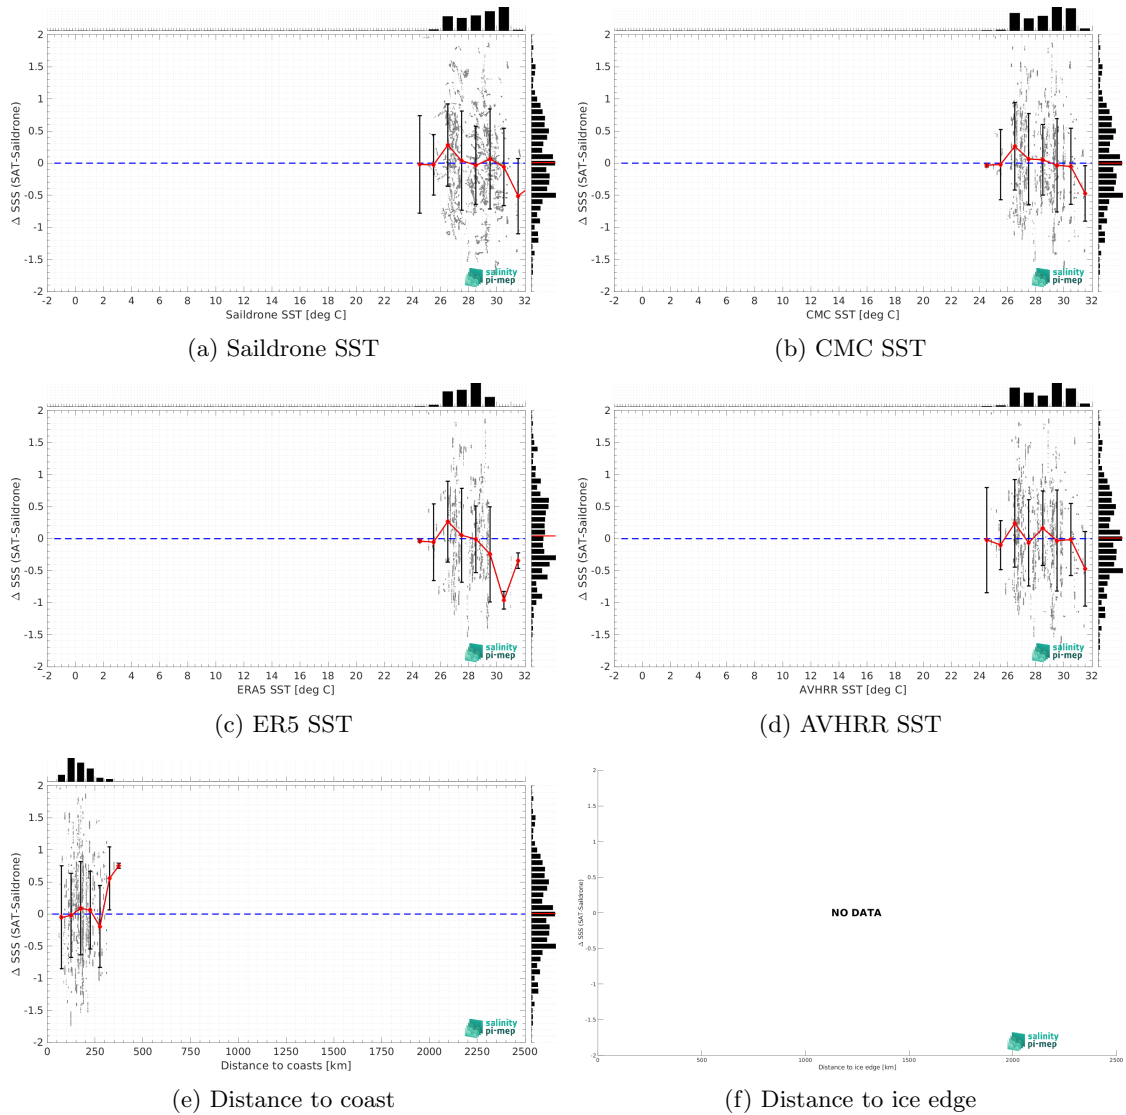 2
1.5
1
0.5
0
-0.5
-1
-1.5
-2
Δ SSS (SAT-Saildrone)
-2 0 2 4 6 8 10 12 14 16 18 20 22 24 26 28 30 32
Saildrone SST [deg C]
salinity
pi-mep
(a) Saildrone SST
2
1.5
1
0.5
0
-0.5
-1
-1.5
-2
Δ SSS (SAT-Saildrone)
-2 0 2 4 6 8 10 12 14 16 18 20 22 24 26 28 30 32
CMC SST [deg C]
salinity
pi-mep
(b) CMC SST
2
1.5
1
0.5
0
-0.5
-1
-1.5
-2
Δ SSS (SAT-Saildrone)
-2 0 2 4 6 8 10 12 14 16 18 20 22 24 26 28 30 32
ERA5 SST [deg C]
salinity
pi-mep
(c) ER5 SST
2
1.5
1
0.5
0
-0.5
-1
-1.5
-2
Δ SSS (SAT-Saildrone)
-2 0 2 4 6 8 10 12 14 16 18 20 22 24 26 28 30 32
AVHRR SST [deg C]
salinity
pi-mep
(d) AVHRR SST
2
1.5
1
0.5
0
-0.5
-1
-1.5
-2
Δ SSS (SAT-Saildrone)
0 250 500 750 1000 1250 1500 1750 2000 2250 2500
Distance to coasts [km]
salinity
pi-mep
(e) Distance to coast
2
1.5
1
0.5
0
-0.5
-1
-1.5
-2
Δ SSS (SAT-Saildrone)
NO DATA
0 500 1000 1500 2000 2500
Distance to ice edge [km]
salinity
pi-mep
(f) Distance to ice edge